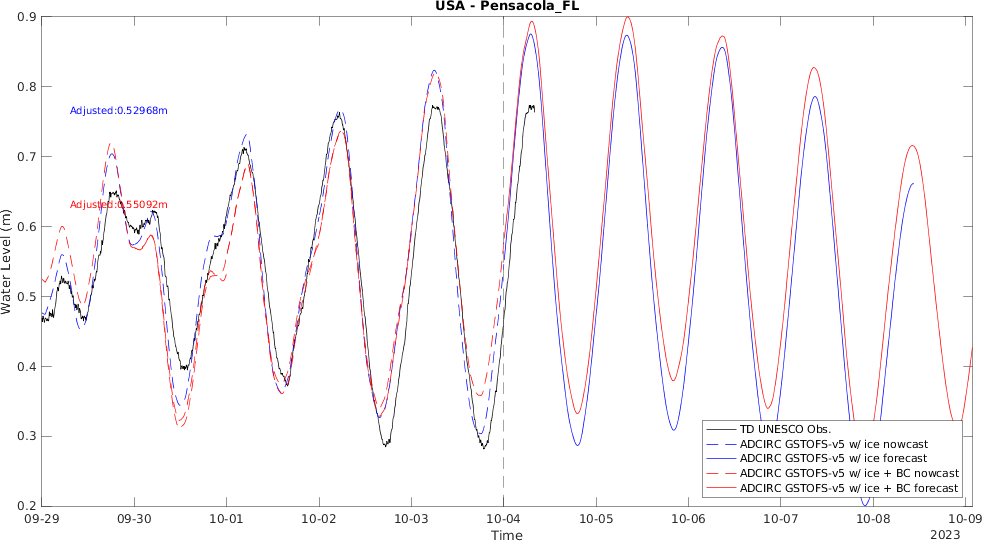 USA - Pensacola_FL
0.9
0.8
0.7
0.6
0.5
0.4
0.3
0.2
Water Level (m)
Adjusted:0.52968m
Adjusted:0.55092m
TD UNESCO Obs.
ADCIRC GSTOFS-v5 w/ ice nowcast
ADCIRC GSTOFS-v5 w/ ice forecast
ADCIRC GSTOFS-v5 w/ ice + BC nowcast
ADCIRC GSTOFS-v5 w/ ice + BC forecast
09-29 09-30 10-01 10-02 10-03 10-04 10-05 10-06 10-07 10-08 10-09
Time
2023